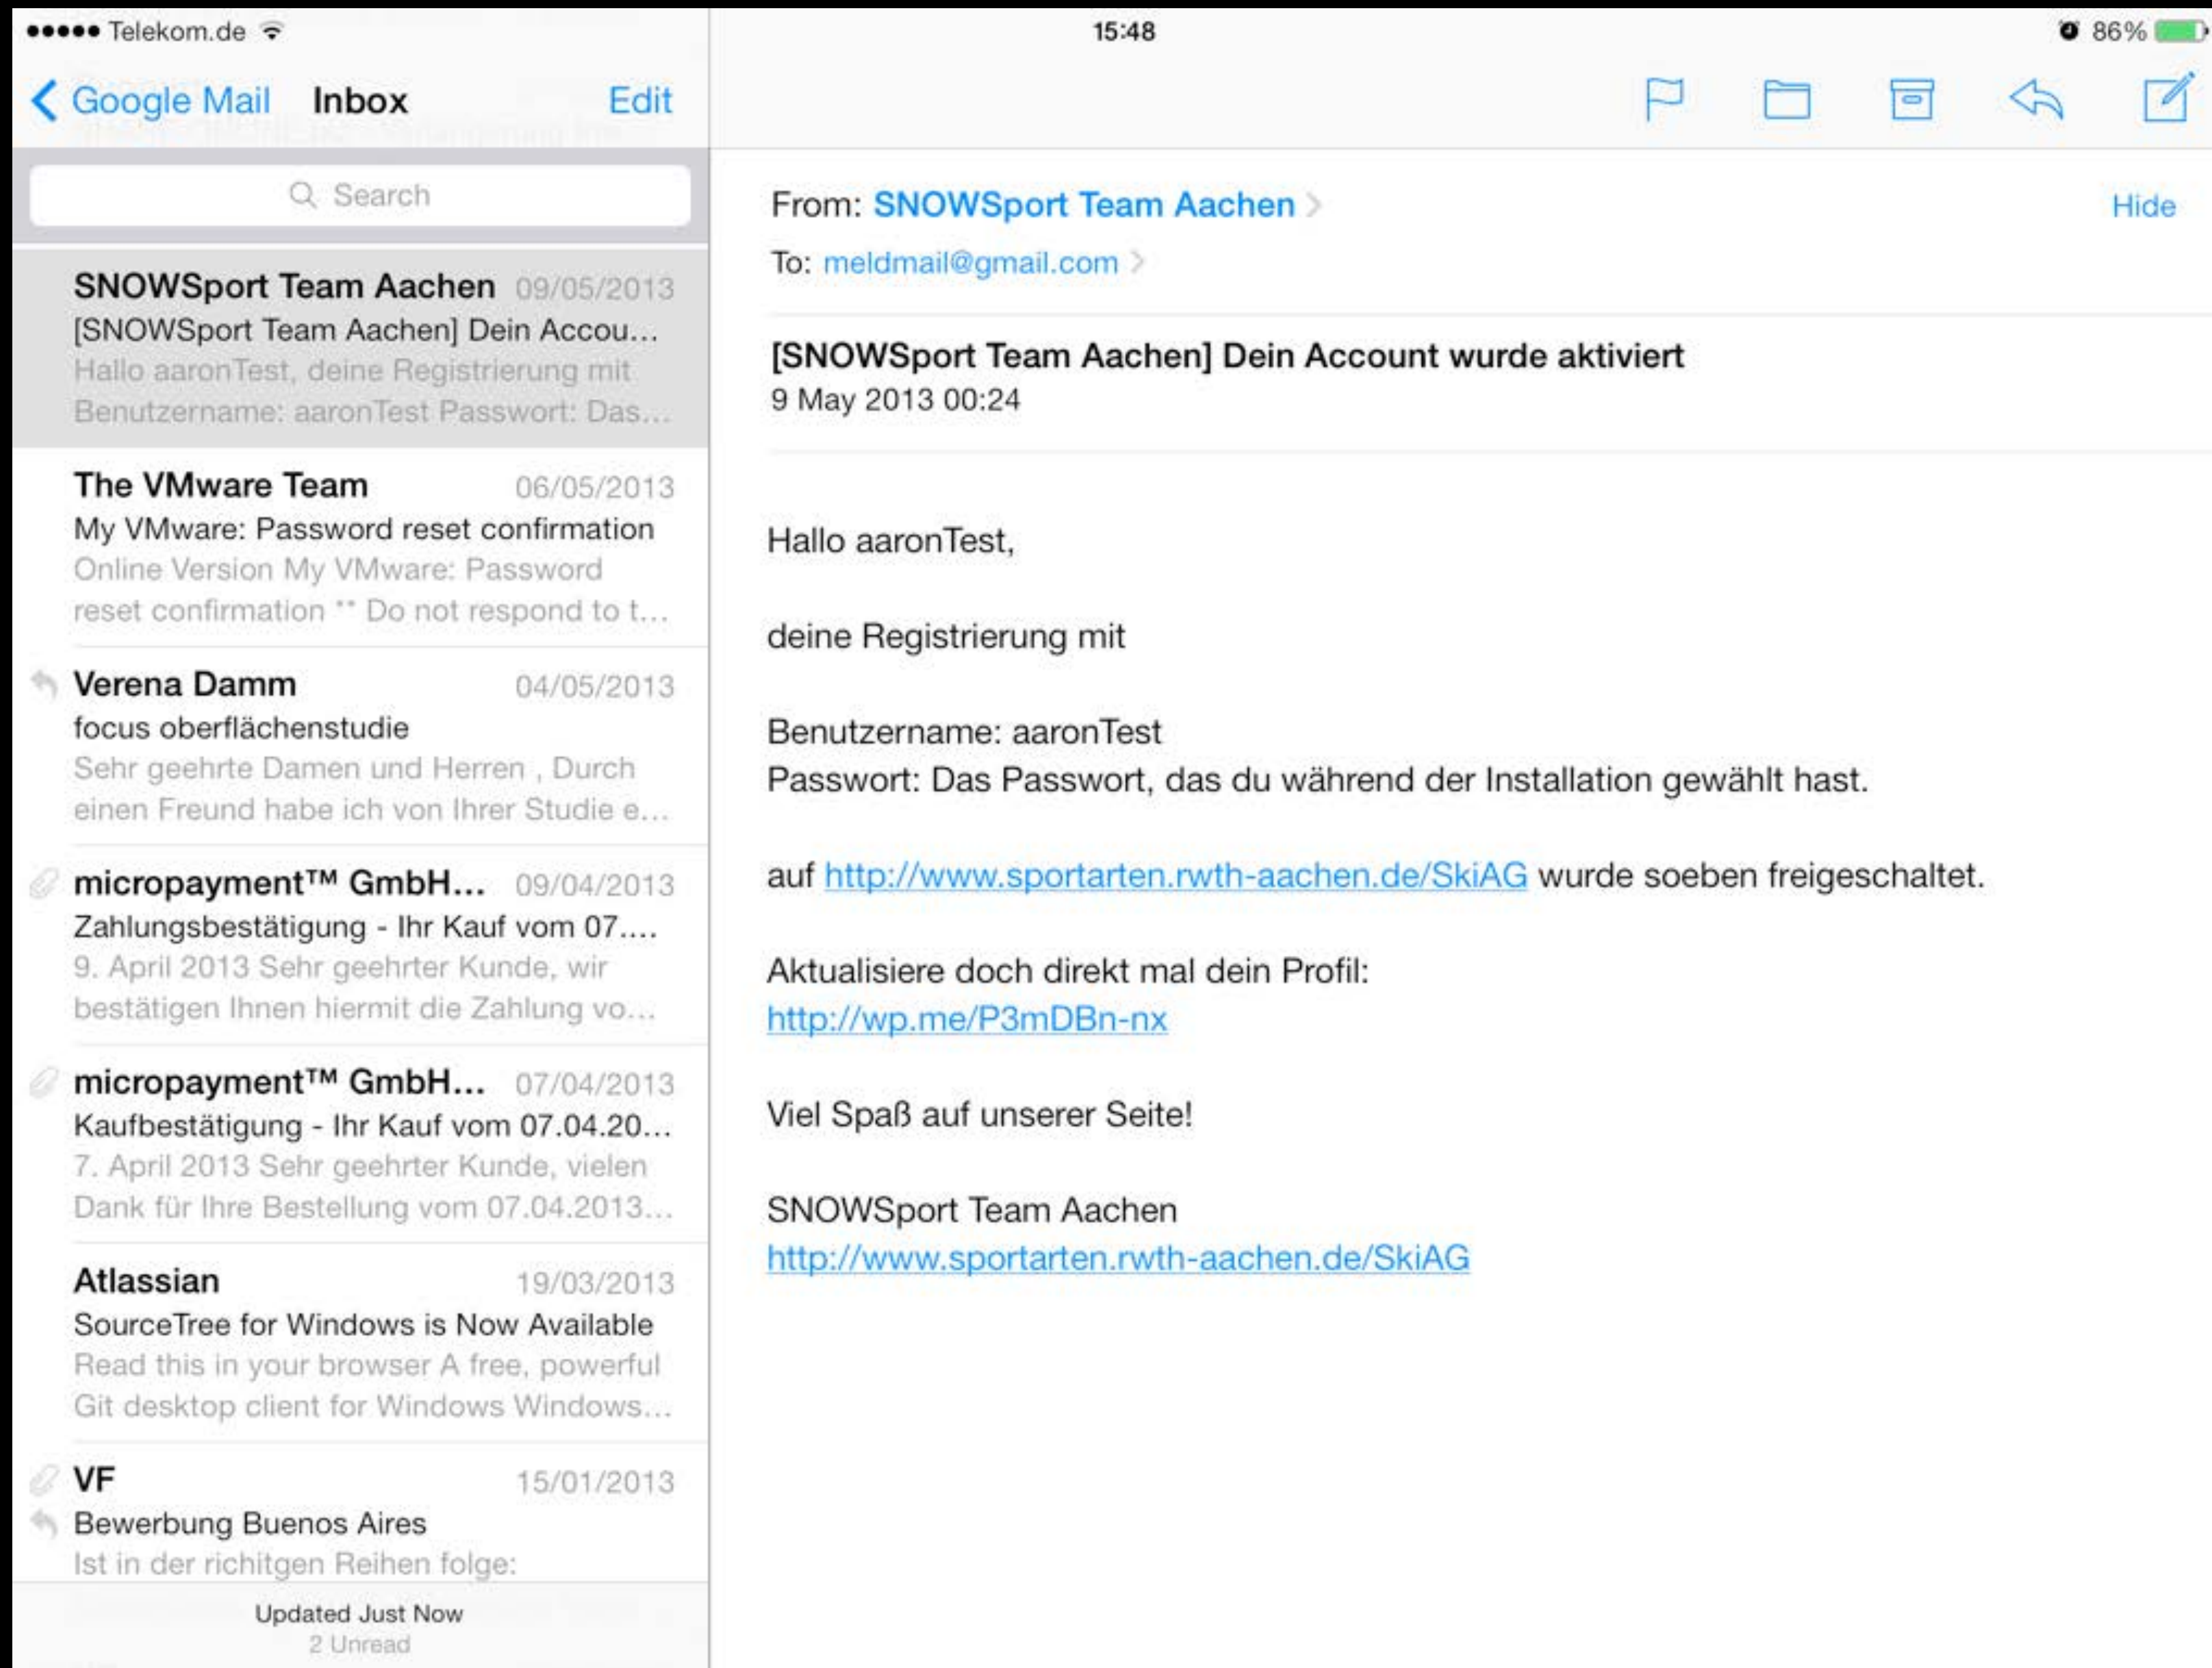 Telekom.de
15:48
86%
Google Mail
Inbox
Edit
Search
SNOWSport Team Aachen 09/05/2013
[SNOWSport Team Aachen] Dein Accou...
Hallo aaronTest, deine Registrierung mit
Benutzername: aaronTest Passwort: Das...
The VMware Team 06/05/2013
My VMware: Password reset confirmation
Online Version My VMware: Password
reset confirmation ** Do not respond to t...
Verena Damm 04/05/2013
focus oberflächenstudie
Sehr geehrte Damen und Herren , Durch
einen Freund habe ich von Ihrer Studie e...
micropayment™ GmbH... 09/04/2013
Zahlungsbestätigung - Ihr Kauf vom 07....
9. April 2013 Sehr geehrter Kunde, wir
bestätigen Ihnen hiermit die Zahlung vo...
micropayment™ GmbH... 07/04/2013
Kaufbestätigung - Ihr Kauf vom 07.04.20...
7. April 2013 Sehr geehrter Kunde, vielen
Dank für Ihre Bestellung vom 07.04.2013...
Atlassian 19/03/2013
SourceTree for Windows is Now Available
Read this in your browser A free, powerful
Git desktop client for Windows Windows...
VF 15/01/2013
Bewerbung Buenos Aires
Ist in der richitgen Reihen folge:
Updated Just Now
2 Unread
From: SNOWSport Team Aachen
Hide
To: meldmail@gmail.com
[SNOWSport Team Aachen] Dein Account wurde aktiviert
9 May 2013 00:24
Hallo aaronTest,
deine Registrierung mit
Benutzername: aaronTest
Passwort: Das Passwort, das du während der Installation gewählt hast.
auf http://www.sportarten.rwth-aachen.de/SkiAG wurde soeben freigeschaltet.
Aktualisiere doch direkt mal dein Profil:
http://wp.me/P3mDBn-nx
Viel Spaß auf unserer Seite!
SNOWSport Team Aachen
http://www.sportarten.rwth-aachen.de/SkiAG